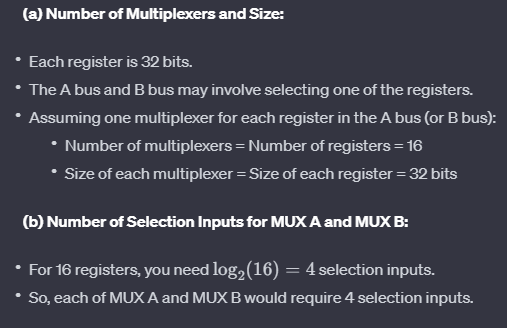 (a) Number of Multiplexers and Size:
• Each register is 32 bits.
• The A bus and B bus may involve selecting one of the registers.
• Assuming one multiplexer for each register in the A bus (or B bus):
• Number of multiplexers = Number of registers = 16
• Size of each multiplexer = Size of each register = 32 bits
(b) Number of Selection Inputs for MUX A and MUX B:
• For 16 registers, you need log₂(16) = 4 selection inputs.
• So, each of MUX A and MUX B would require 4 selection inputs.